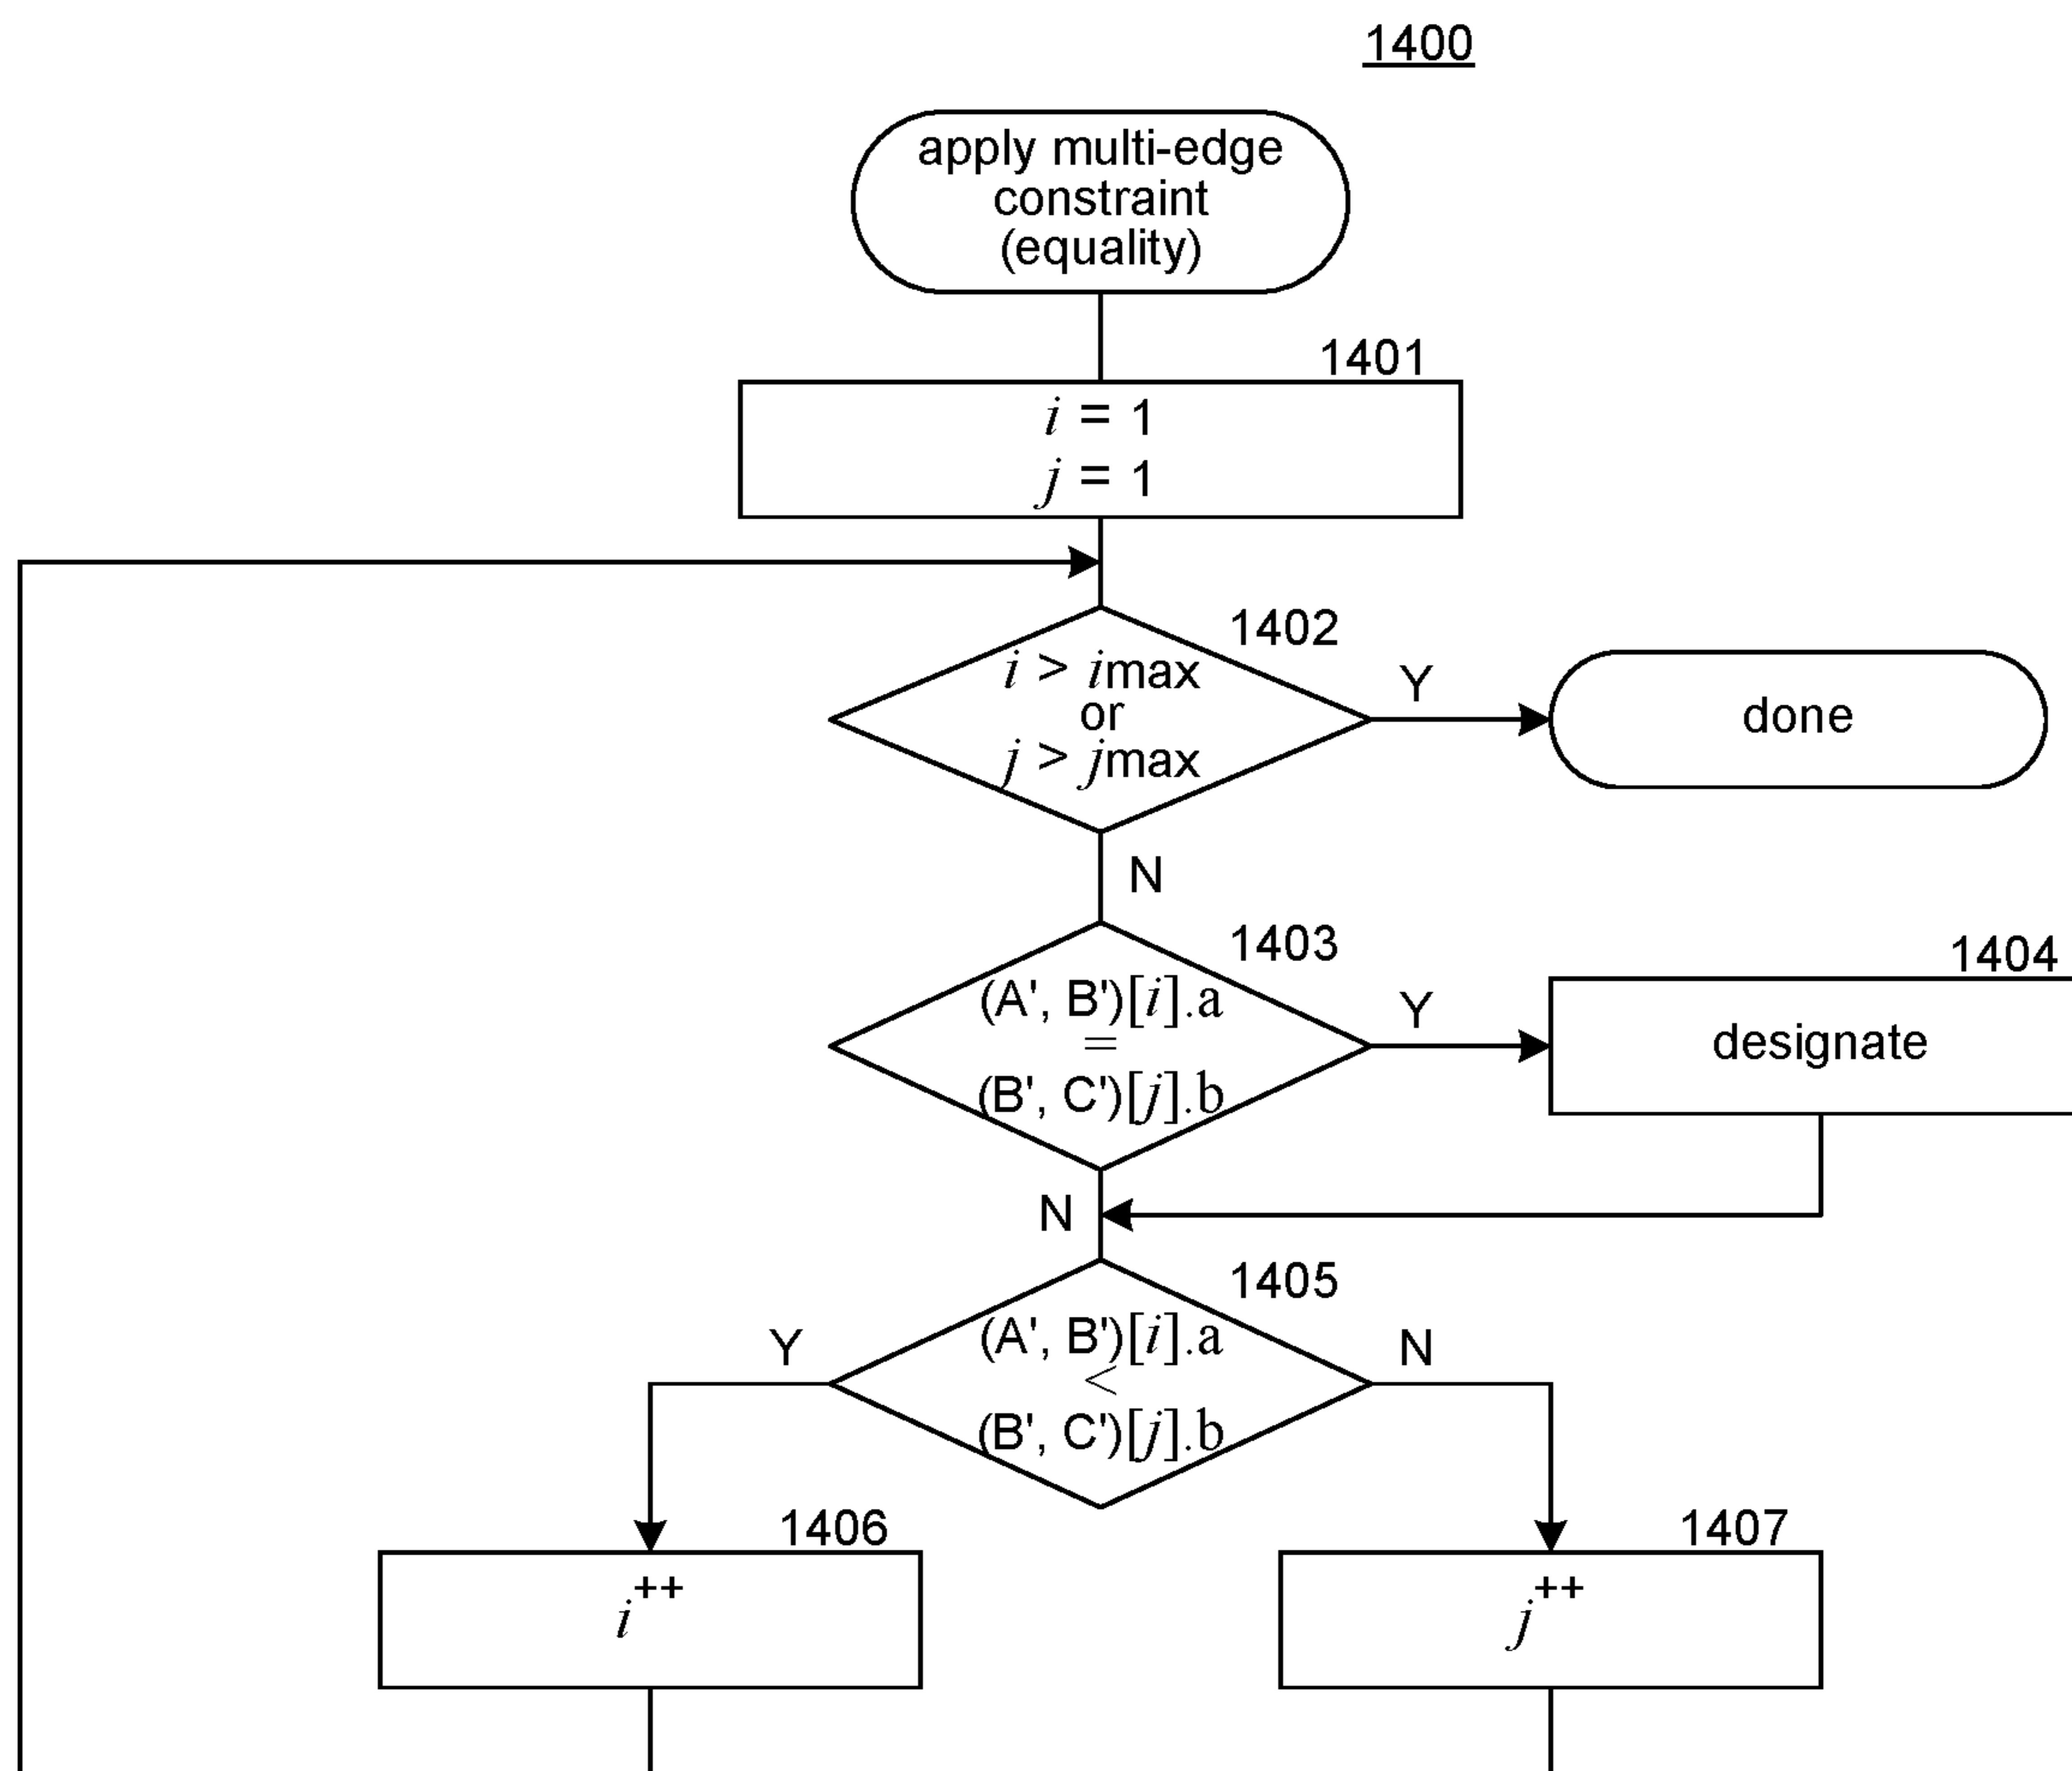 1400
apply multi-edge
constraint
(equality)
1401
i = 1
j = 1
1402
i > imax
or
j > jmax
Y
done
N
1403
(A', B')[i].a
=
(B', C')[j].b
Y
1404
designate
N
1405
(A', B')[i].a
<
(B', C')[j].b
Y
N
1406
i++
1407
j++